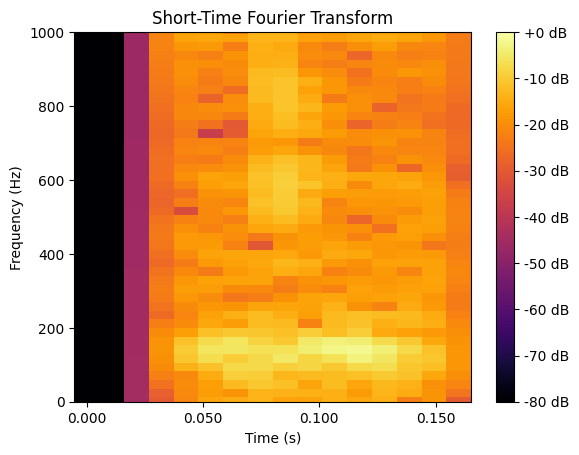 Short-Time Fourier Transform
1000
800
600
400
200
0
Frequency (Hz)
0.000
0.050
0.100
0.150
Time (s)
+0 dB
-10 dB
-20 dB
-30 dB
-40 dB
-50 dB
-60 dB
-70 dB
-80 dB